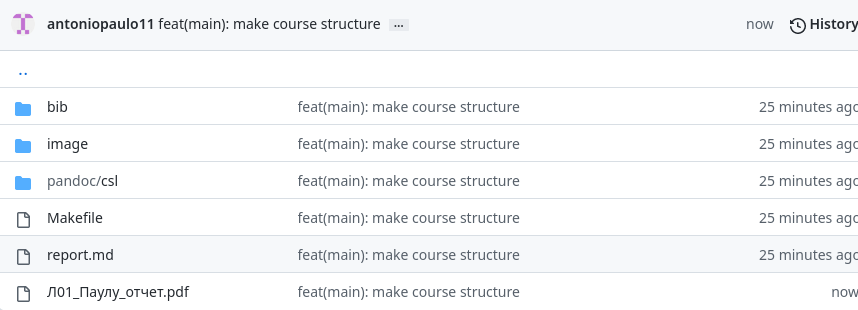 antoniopaulo11 feat(main): make course structure ... now History
..
bib feat(main): make course structure 25 minutes ago
image feat(main): make course structure 25 minutes ago
pandoc/csl feat(main): make course structure 25 minutes ago
Makefile feat(main): make course structure 25 minutes ago
report.md feat(main): make course structure 25 minutes ago
Л01_Паулу_отчет.pdf feat(main): make course structure now